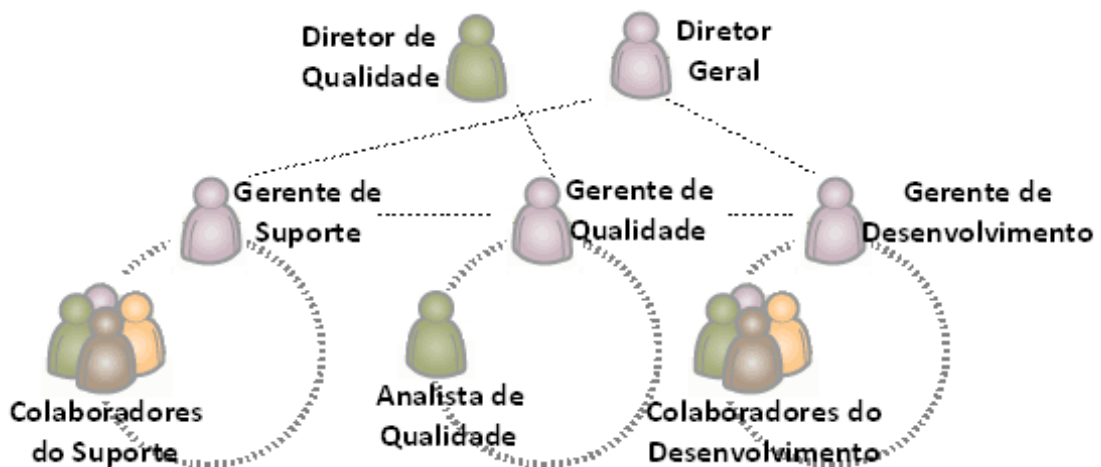 Diretor de
Qualidade
Diretor
Geral
Gerente de
Suporte
Gerente de
Qualidade
Gerente de
Desenvolvimento
Colaboradores
do Suporte
Analista de
Qualidade
Colaboradores do
Desenvolvimento